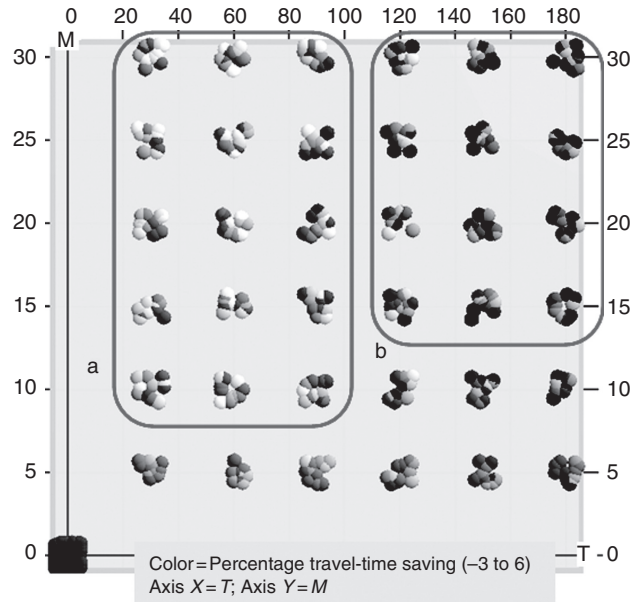 0 20 40 60 80 100 120 140 160 180
M
30 30
25 25
20 20
15 15
b
a
10 10
5 5
0 T 0
Color=Percentage travel-time saving (–3 to 6)
Axis X=T; Axis Y=M